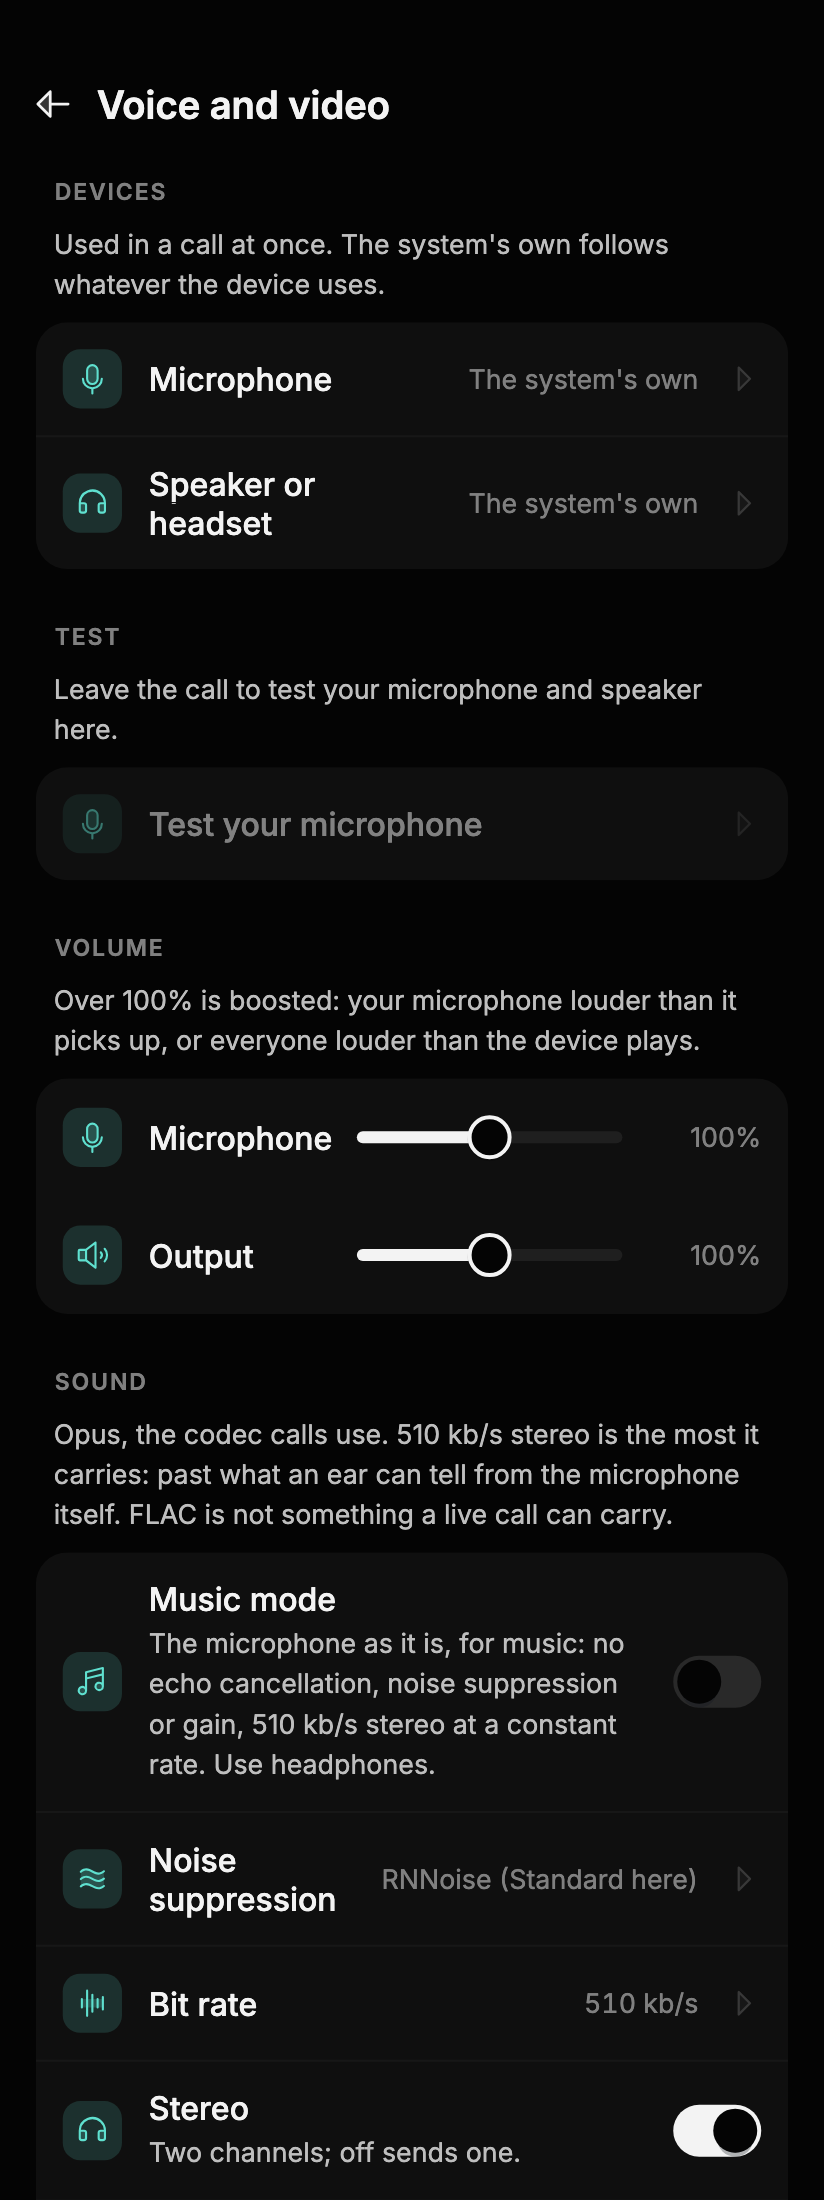 Voice and video
DEVICES
Used in a call at once. The system's own follows
whatever the device uses.
Microphone
The system's own
Speaker or
headset
The system's own
TEST
Leave the call to test your microphone and speaker
here.
Test your microphone
VOLUME
Over 100% is boosted: your microphone louder than it
picks up, or everyone louder than the device plays.
Microphone
100%
Output
100%
SOUND
Opus, the codec calls use. 510 kb/s stereo is the most it
carries: past what an ear can tell from the microphone
itself. FLAC is not something a live call can carry.
Music mode
The microphone as it is, for music: no
echo cancellation, noise suppression
or gain, 510 kb/s stereo at a constant
rate. Use headphones.
Noise
suppression
RNNoise (Standard here)
Bit rate
510 kb/s
Stereo
Two channels; off sends one.